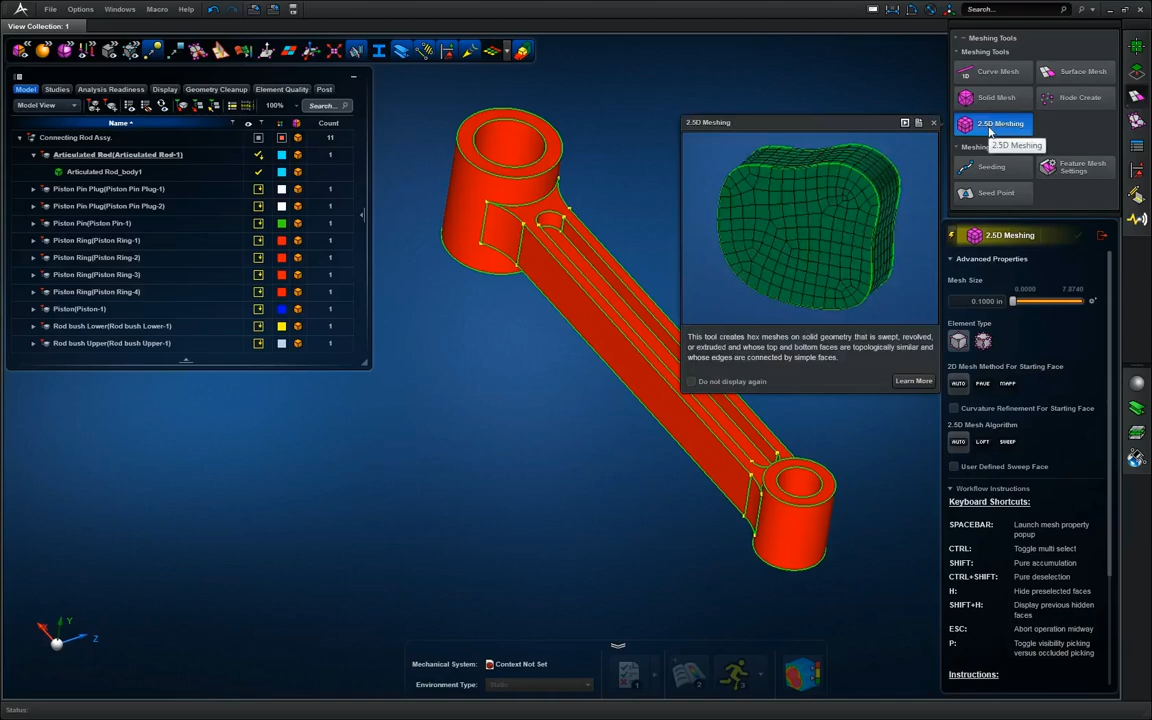 File
Options
Windows
Macro
Help
Search...
View Collection: 1
Model
Studies
Analysis Readiness
Display
Geometry Cleanup
Element Quality
Post
Model View
100%
Search...
Name
Count
Connecting Rod Assy.
11
Articulated Rod(Articulated Rod-1)
1
Articulated Rod_body1
1
Piston Pin Plug(Piston Pin Plug-1)
1
Piston Pin Plug(Piston Pin Plug-2)
1
Piston Pin(Piston Pin-1)
1
Piston Ring(Piston Ring-1)
1
Piston Ring(Piston Ring-2)
1
Piston Ring(Piston Ring-3)
1
Piston Ring(Piston Ring-4)
1
Piston(Piston-1)
1
Rod bush Lower(Rod bush Lower-1)
1
Rod bush Upper(Rod bush Upper-1)
1
2.5D Meshing
This tool creates hex meshes on solid geometry that is swept, revolved,
or extruded and whose top and bottom faces are topologically similar and
whose edges are connected by simple faces.
Do not display again
Learn More
Meshing Tools
Meshing Tools
Curve Mesh
Surface Mesh
Solid Mesh
Node Create
2.5D Meshing
2.5D Meshing
Seeding
Feature Mesh
Settings
Seed Point
2.5D Meshing
Advanced Properties
Mesh Size
0.0000
7.8740
0.1000 in
Element Type
2D Mesh Method For Starting Face
AUTO
PAVE
MAPP
Curvature Refinement For Starting Face
2.5D Mesh Algorithm
AUTO
LOFT
SWEEP
User Defined Sweep Face
Workflow Instructions
Keyboard Shortcuts:
SPACEBAR: Launch mesh property
popup
CTRL: Toggle multi select
SHIFT: Pure accumulation
CTRL+SHIFT: Pure deselection
H: Hide preselected faces
SHIFT+H: Display previous hidden
faces
ESC: Abort operation midway
P: Toggle visibility picking
versus occluded picking
Instructions:
Y
Z
Mechanical System:
Context Not Set
Environment Type:
Static
1
2
3
Status: